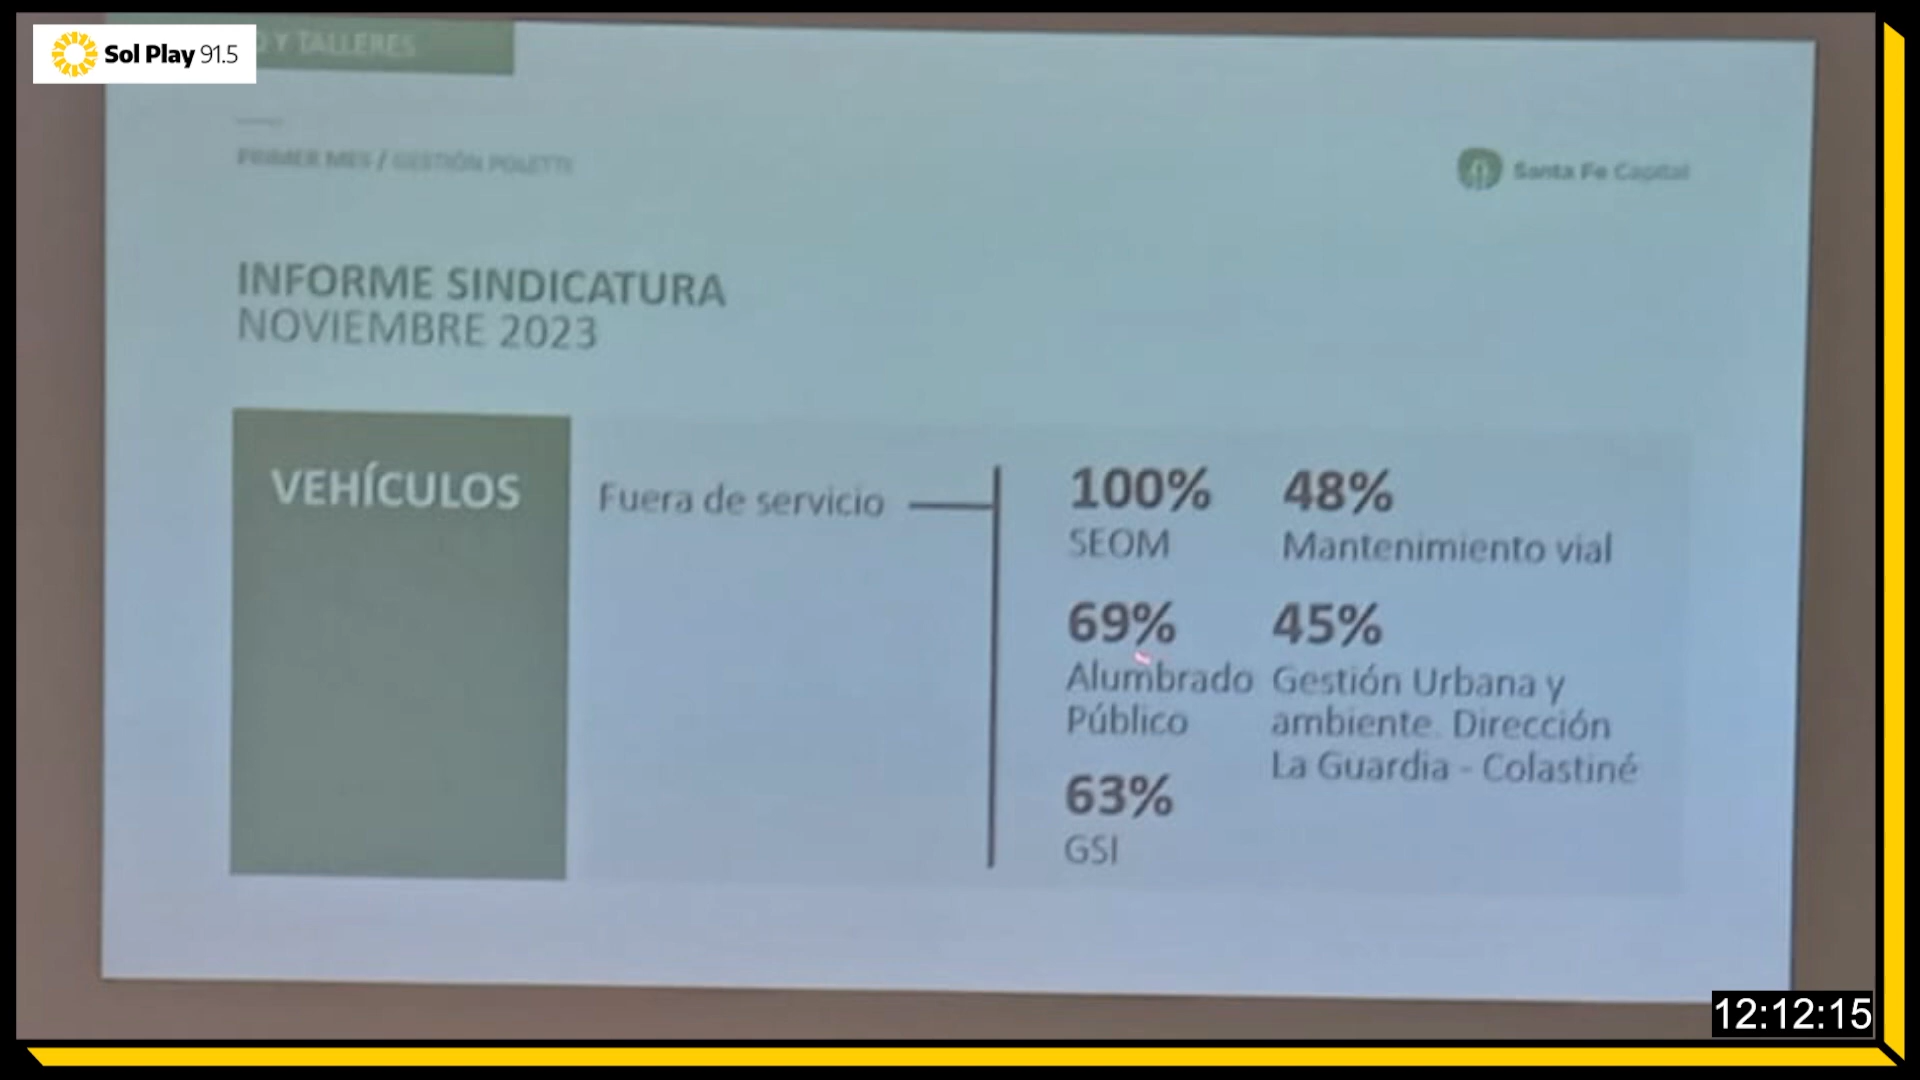 Sol Play 91.5
Y TALLERES
PRIMER MES / GESTIÓN POLETTI
Santa Fe Capital
INFORME SINDICATURA
NOVIEMBRE 2023
VEHÍCULOS
Fuera de servicio
100%
SEOM
69%
Alumbrado
Público
63%
GSI
48%
Mantenimiento vial
45%
Gestión Urbana y
ambiente. Dirección
La Guardia - Colastiné
12:12:15